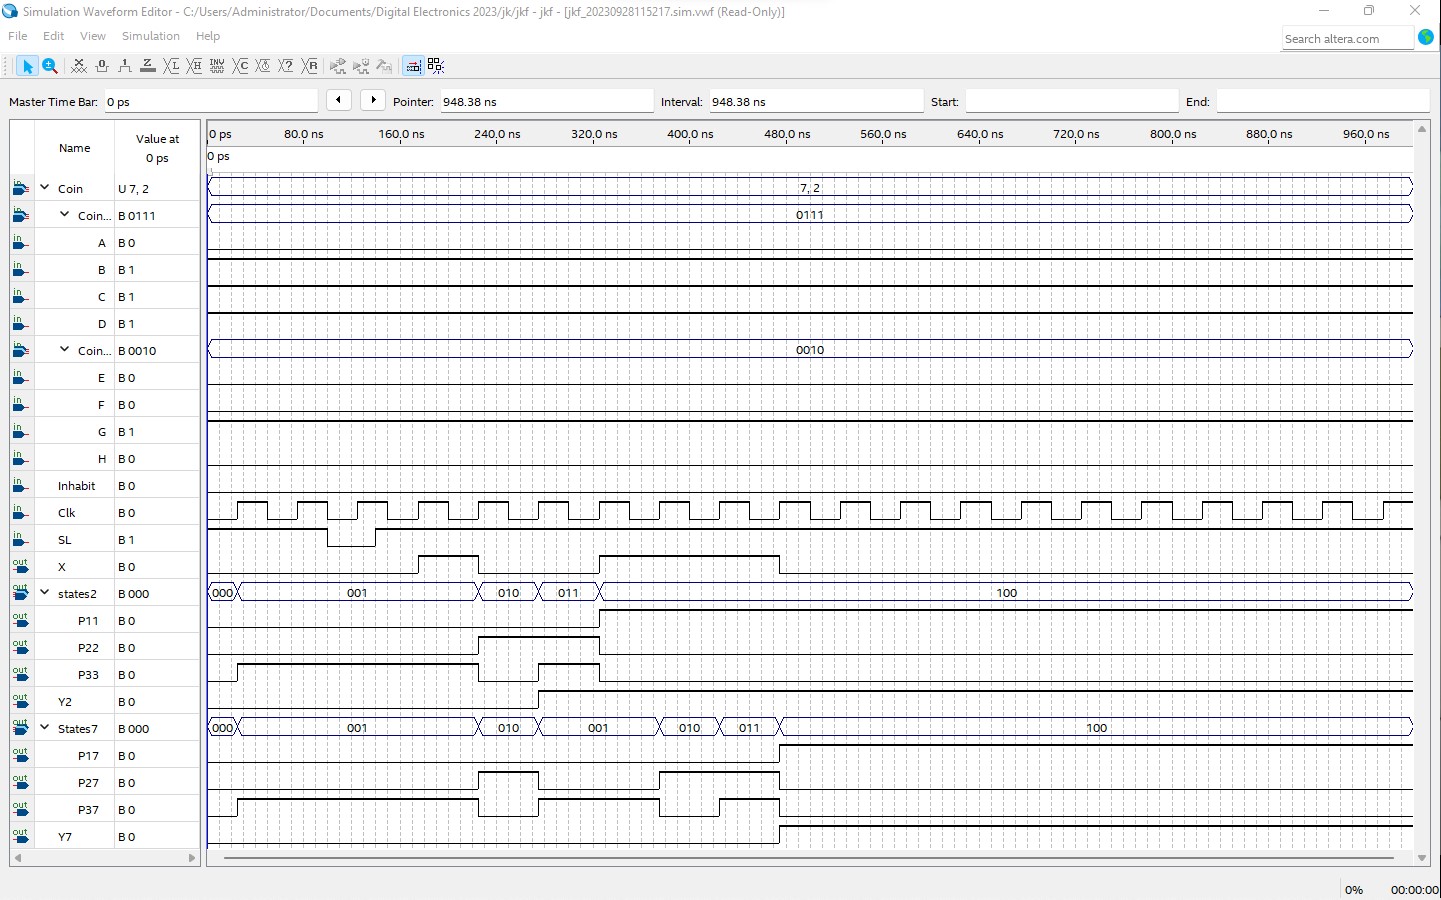 Simulation Waveform Editor - C:/Users/Administrator/Documents/Digital Electronics 2023/jk/jkf - jkf - [jkf_20230928115217.sim.vwf (Read-Only)]
File Edit View Simulation Help
Search altera.com
Master Time Bar: 0 ps Pointer: 948.38 ns Interval: 948.38 ns Start: End:
Name Value at 0 ps
0 ps 80.0 ns 160.0 ns 240.0 ns 320.0 ns 400.0 ns 480.0 ns 560.0 ns 640.0 ns 720.0 ns 800.0 ns 880.0 ns 960.0 ns
0 ps
Coin U 7, 2 7, 2
Coin... B 0111 0111
A B 0
B B 1
C B 1
D B 1
Coin... B 0010 0010
E B 0
F B 0
G B 1
H B 0
Inhabit B 0
Clk B 0
SL B 1
X B 0
states2 B 000 000 001 010 011 100
P11 B 0
P22 B 0
P33 B 0
Y2 B 0
States7 B 000 000 001 010 001 010 011 100
P17 B 0
P27 B 0
P37 B 0
Y7 B 0
0% 00:00:00